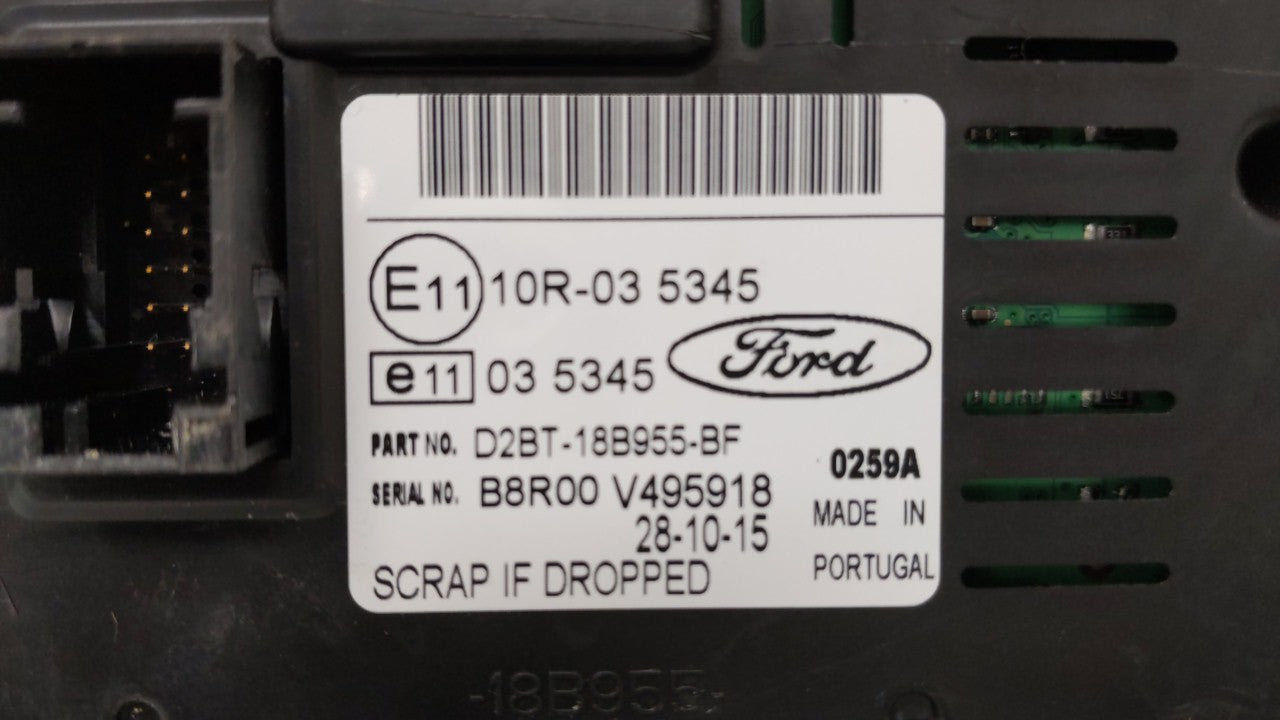 E11 10R-03 5345
e11 03 5345 Ford
PART NO. D2BT-18B955-BF
0259A
SERIAL NO. B8R00 V495918
MADE IN
28-10-15
PORTUGAL
SCRAP IF DROPPED
-18B955-